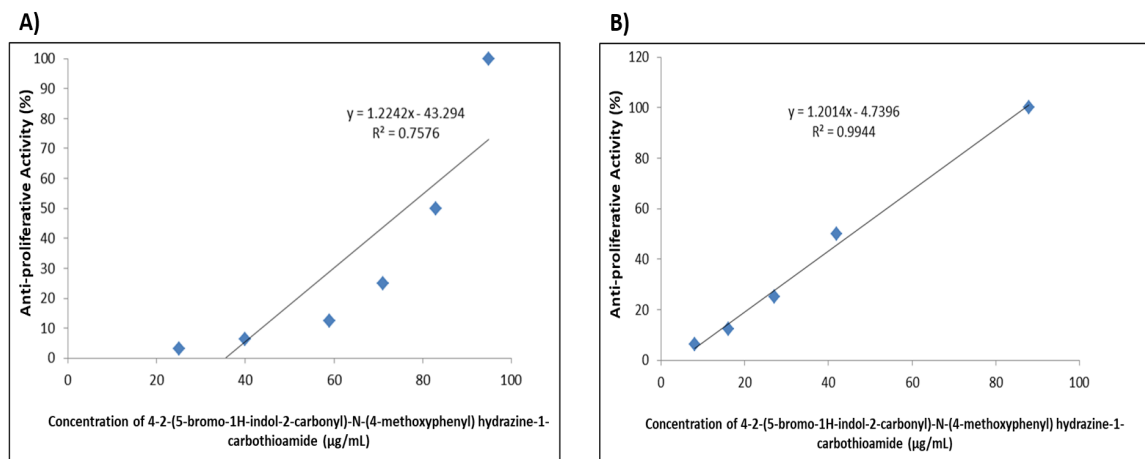 A)
Anti-proliferative Activity (%)
100
90
80
70
60
50
40
30
20
10
0
y = 1.2242x - 43.294
R² = 0.7576
0 20 40 60 80 100
Concentration of 4-2-(5-bromo-1H-indol-2-carbonyl)-N-(4-methoxyphenyl) hydrazine-1-
carbothioamide (µg/mL)
B)
Anti-proliferative Activity (%)
120
100
80
60
40
20
0
y = 1.2014x - 4.7396
R² = 0.9944
0 20 40 60 80 100
Concentration of 4-2-(5-bromo-1H-indol-2-carbonyl)-N-(4-methoxyphenyl) hydrazine-1-
carbothioamide (µg/mL)